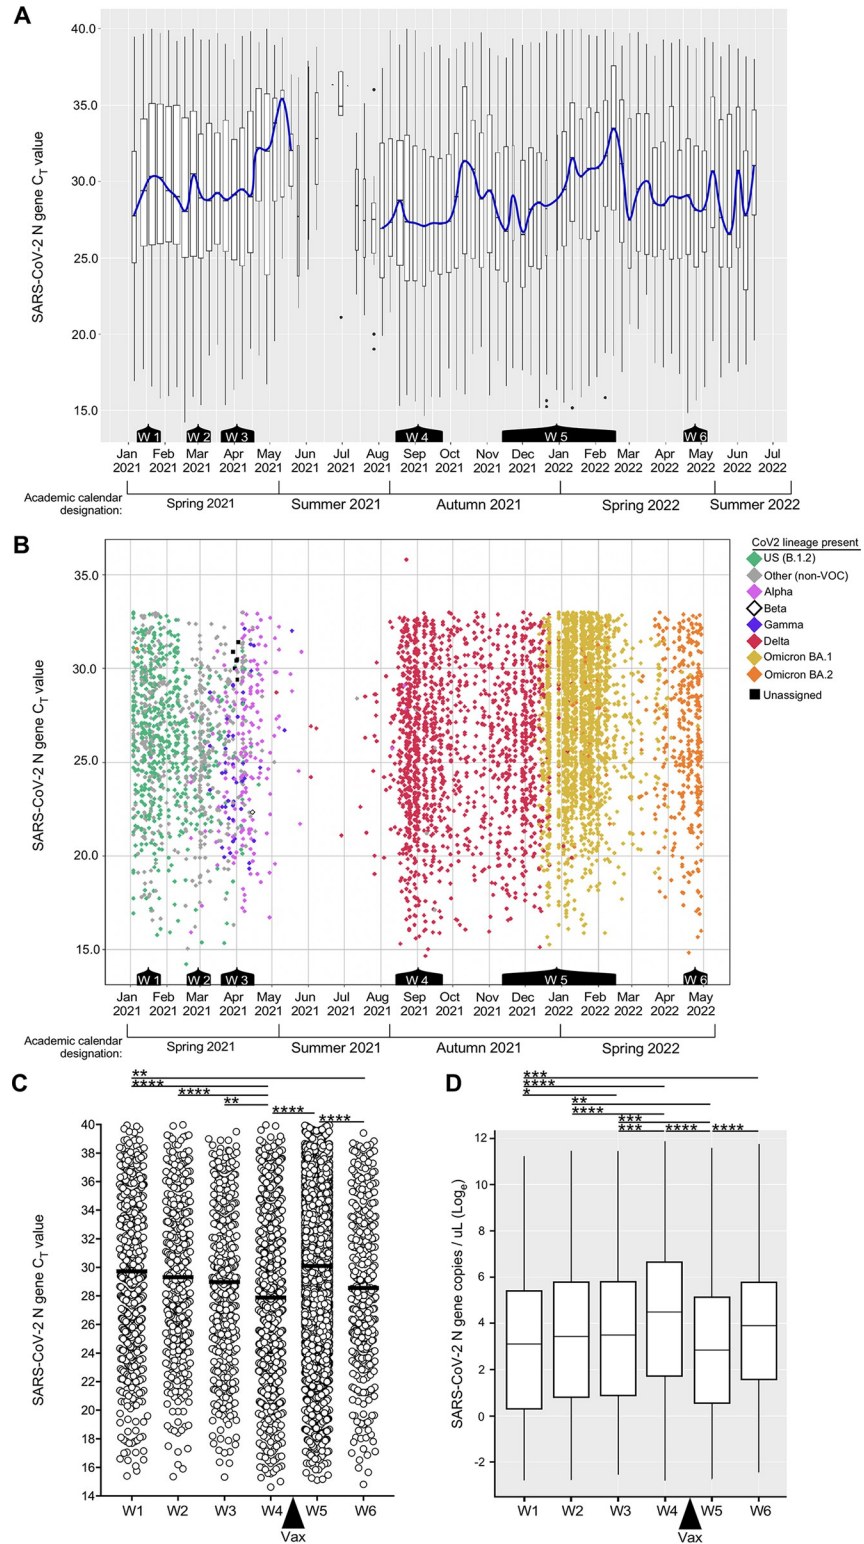 A
40.0
35.0
30.0
25.0
20.0
15.0
SARS-CoV-2 N gene CT value
W 1
W 2
W 3
W 4
W 5
W 6
Jan Feb Mar Apr May Jun Jul Aug Sep Oct Nov Dec Jan Feb Mar Apr May Jun Jul
2021 2021 2021 2021 2021 2021 2021 2021 2021 2021 2021 2021 2022 2022 2022 2022 2022 2022 2022
Academic calendar
designation:
Spring 2021
Summer 2021
Autumn 2021
Spring 2022
Summer 2022
B
35.0
30.0
25.0
20.0
15.0
SARS-CoV-2 N gene CT value
CoV2 lineage present
US (B.1.2)
Other (non-VOC)
Alpha
Beta
Gamma
Delta
Omicron BA.1
Omicron BA.2
Unassigned
W 1
W 2
W 3
W 4
W 5
W 6
Jan Feb Mar Apr May Jun Jul Aug Sep Oct Nov Dec Jan Feb Mar Apr May
2021 2021 2021 2021 2021 2021 2021 2021 2021 2021 2021 2021 2022 2022 2022 2022 2022
Academic calendar
designation:
Spring 2021
Summer 2021
Autumn 2021
Spring 2022
C
**
****
****
**
****
****
40
38
36
34
32
30
28
26
24
22
20
18
16
14
SARS-CoV-2 N gene CT value
W1 W2 W3 W4 W5 W6
Vax
D
***
****
*
**
****
***
***
****
****
12
10
8
6
4
2
0
-2
SARS-CoV-2 N gene copies / uL (Loge)
W1 W2 W3 W4 W5 W6
Vax